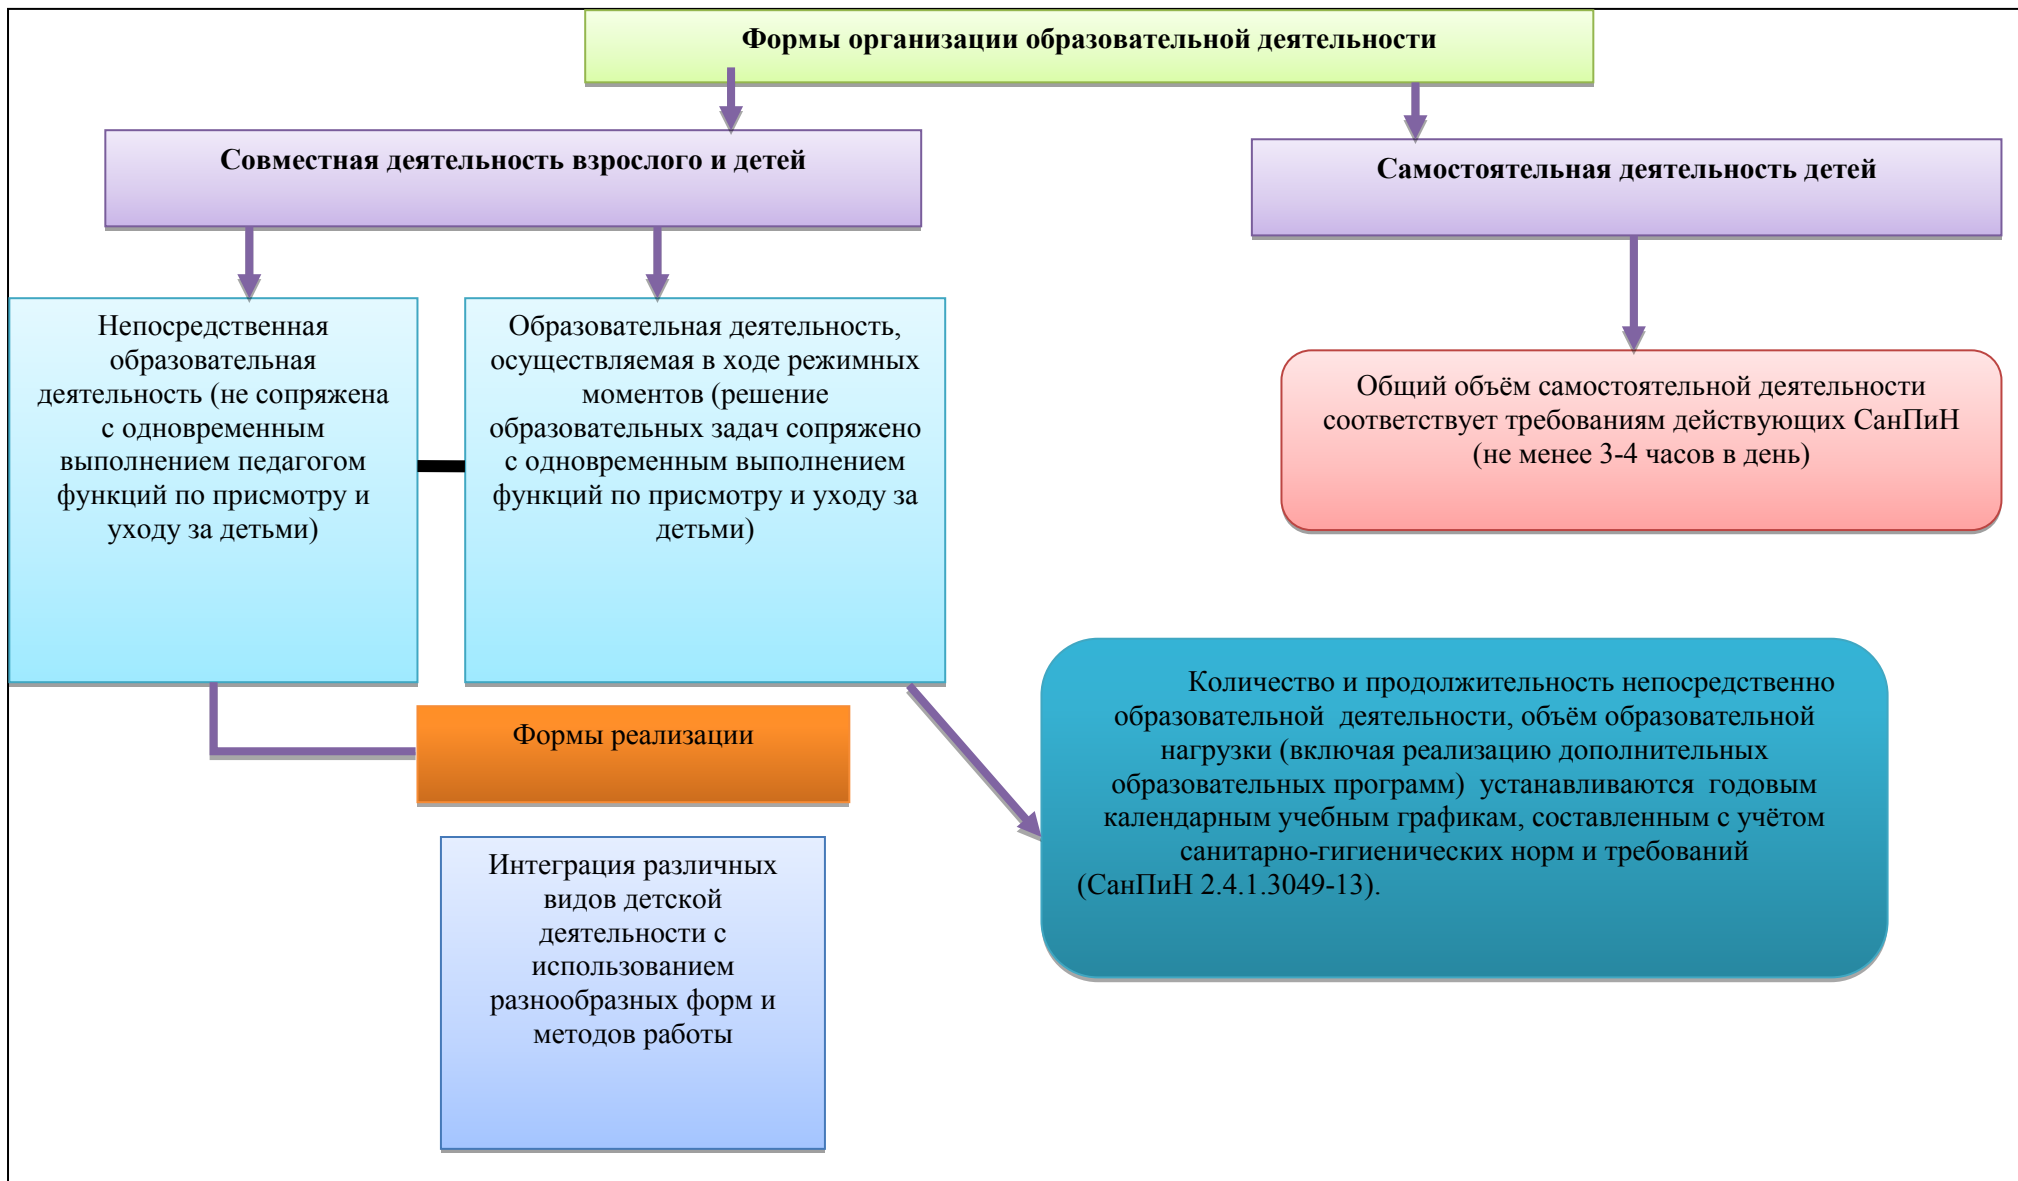 Формы организации образовательной деятельности
Совместная деятельность взрослого и детей
Самостоятельная деятельность детей
Непосредственная
образовательная
деятельность (не сопряжена
с одновременным
выполнением педагогом
функций по присмотру и
уходу за детьми)
Образовательная деятельность,
осуществляемая в ходе режимных
моментов (решение
образовательных задач сопряжено
с одновременным выполнением
функций по присмотру и уходу за
детьми)
Общий объём самостоятельной деятельности
соответствует требованиям действующих СанПиН
(не менее 3-4 часов в день)
Формы реализации
Количество и продолжительность непосредственно
образовательной  деятельности, объём образовательной
нагрузки (включая реализацию дополнительных
образовательных программ)  устанавливаются  годовым
календарным учебным графикам, составленным с учётом
санитарно-гигиенических норм и требований
(СанПиН 2.4.1.3049-13).
Интеграция различных
видов детской
деятельности с
использованием
разнообразных форм и
методов работы